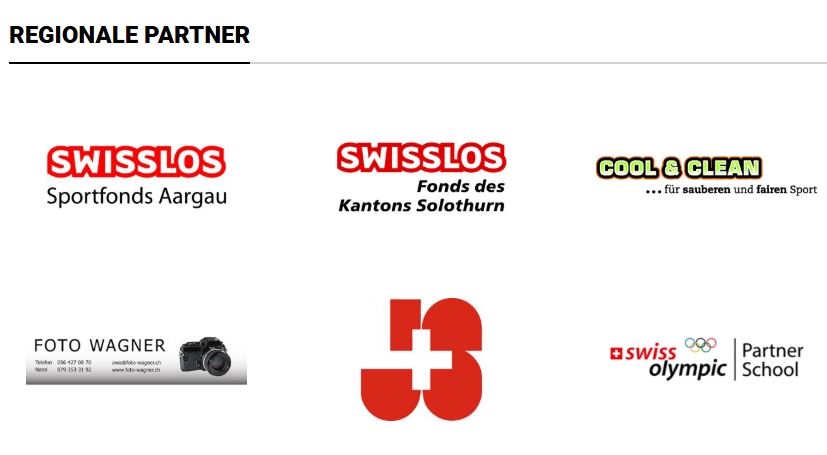 REGIONALE PARTNER
SWISSLOS
Sportfonds Aargau
SWISSLOS
Fonds des
Kantons Solothurn
COOL & CLEAN
...für sauberen und fairen Sport
FOTO WAGNER
Telefon 056 427 08 70 awa@foto-wagner.ch
Natel 079 353 31 92 www.foto-wagner.ch
swiss
olympic
Partner
School